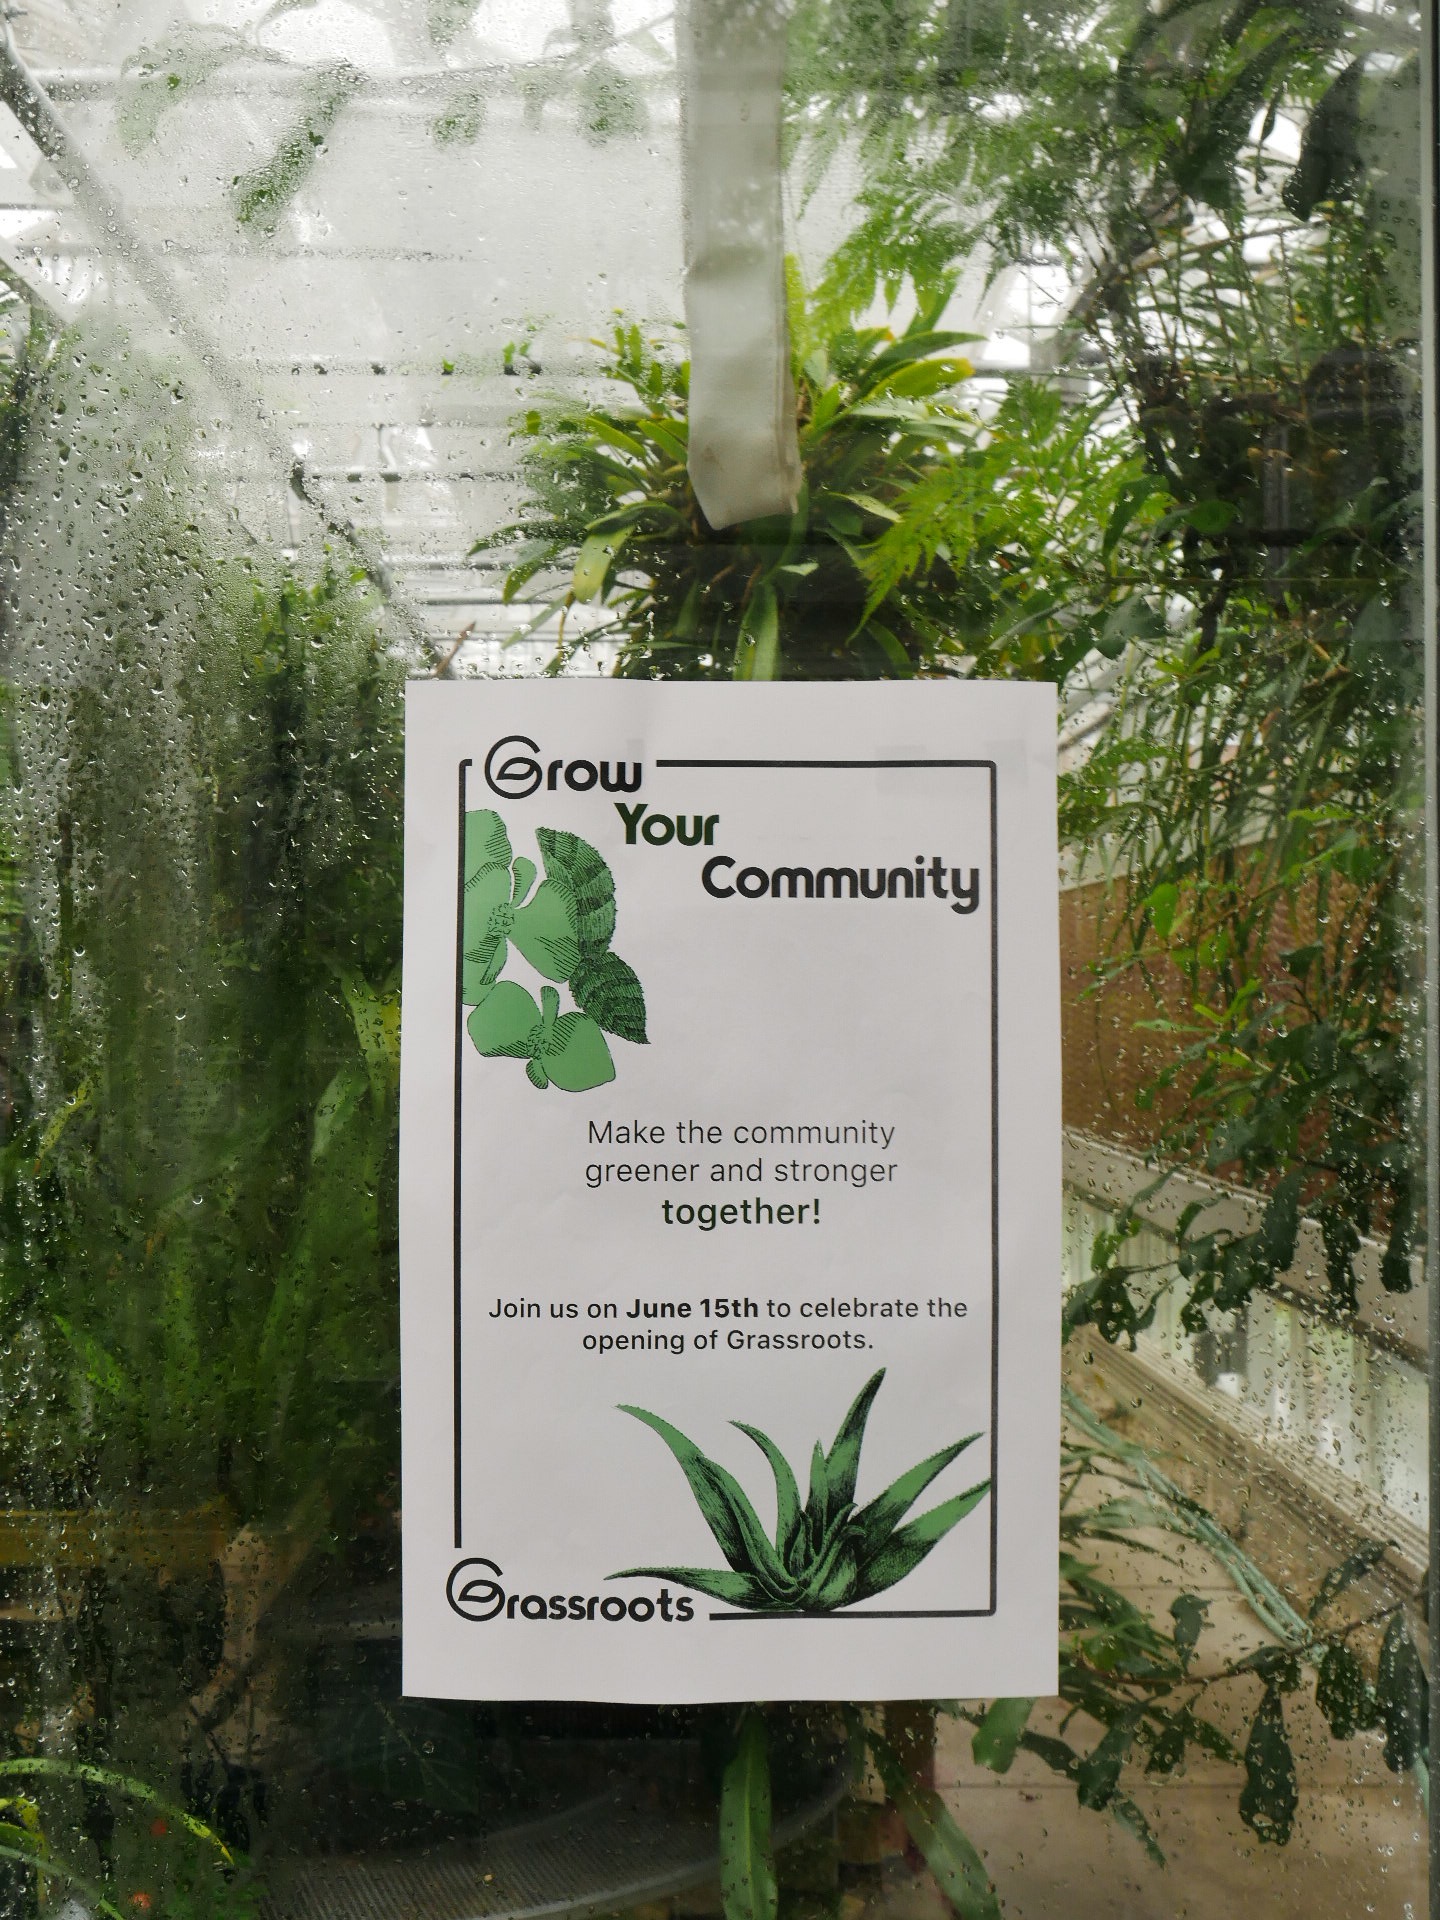 Grow
Your
Community
Make the community
greener and stronger
together!
Join us on June 15th to celebrate the
opening of Grassroots.
Grassroots